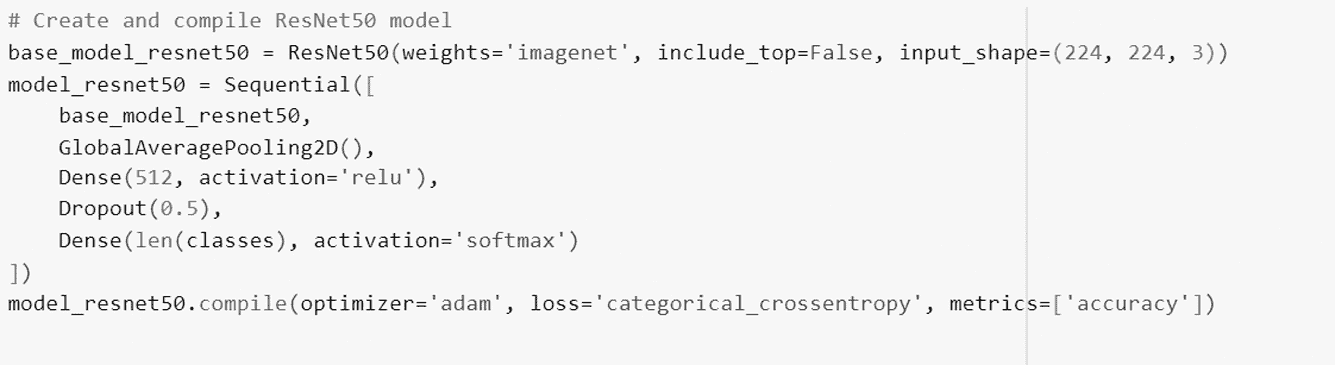 # Create and compile ResNet50 model
base_model_resnet50 = ResNet50(weights='imagenet', include_top=False, input_shape=(224, 224, 3))
model_resnet50 = Sequential([
    base_model_resnet50,
    GlobalAveragePooling2D(),
    Dense(512, activation='relu'),
    Dropout(0.5),
    Dense(len(classes), activation='softmax')
])
model_resnet50.compile(optimizer='adam', loss='categorical_crossentropy', metrics=['accuracy'])